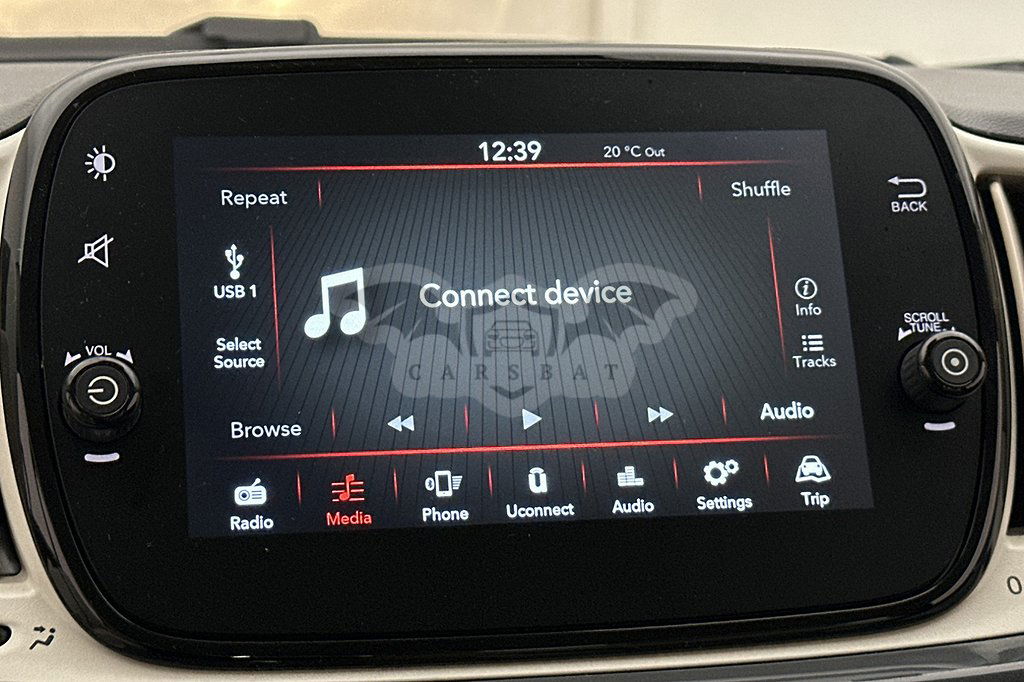 12:39
20 °C Out
Repeat
Shuffle
BACK
USB 1
Connect device
Info
SCROLL
TUNE
VOL
Select
Source
Tracks
CARSBAT
Browse
Audio
Radio
Media
Phone
Uconnect
Audio
Settings
Trip
0